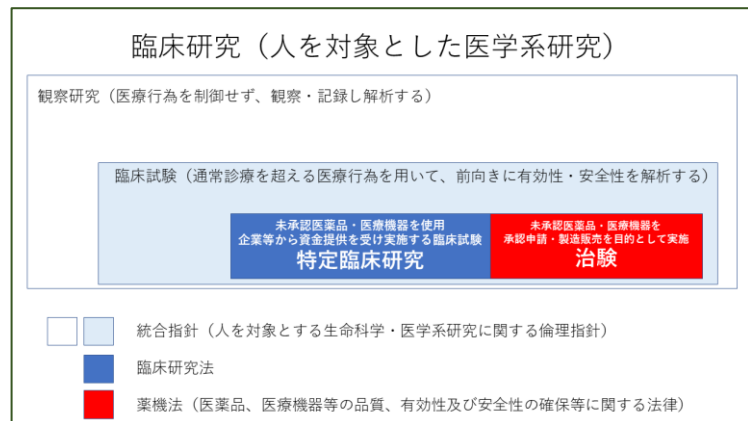 臨床研究（人を対象とした医学系研究）
観察研究（医療行為を制御せず、観察・記録し解析する）
臨床試験（通常診療を超える医療行為を用いて、前向きに有効性・安全性を解析する）
未承認医薬品・医療機器を使用
企業等から資金提供を受け実施する臨床試験
特定臨床研究
未承認医薬品・医療機器を
承認申請・製造販売を目的として実施
治験
統合指針（人を対象とする生命科学・医学系研究に関する倫理指針）
臨床研究法
薬機法（医薬品、医療機器等の品質、有効性及び安全性の確保等に関する法律）